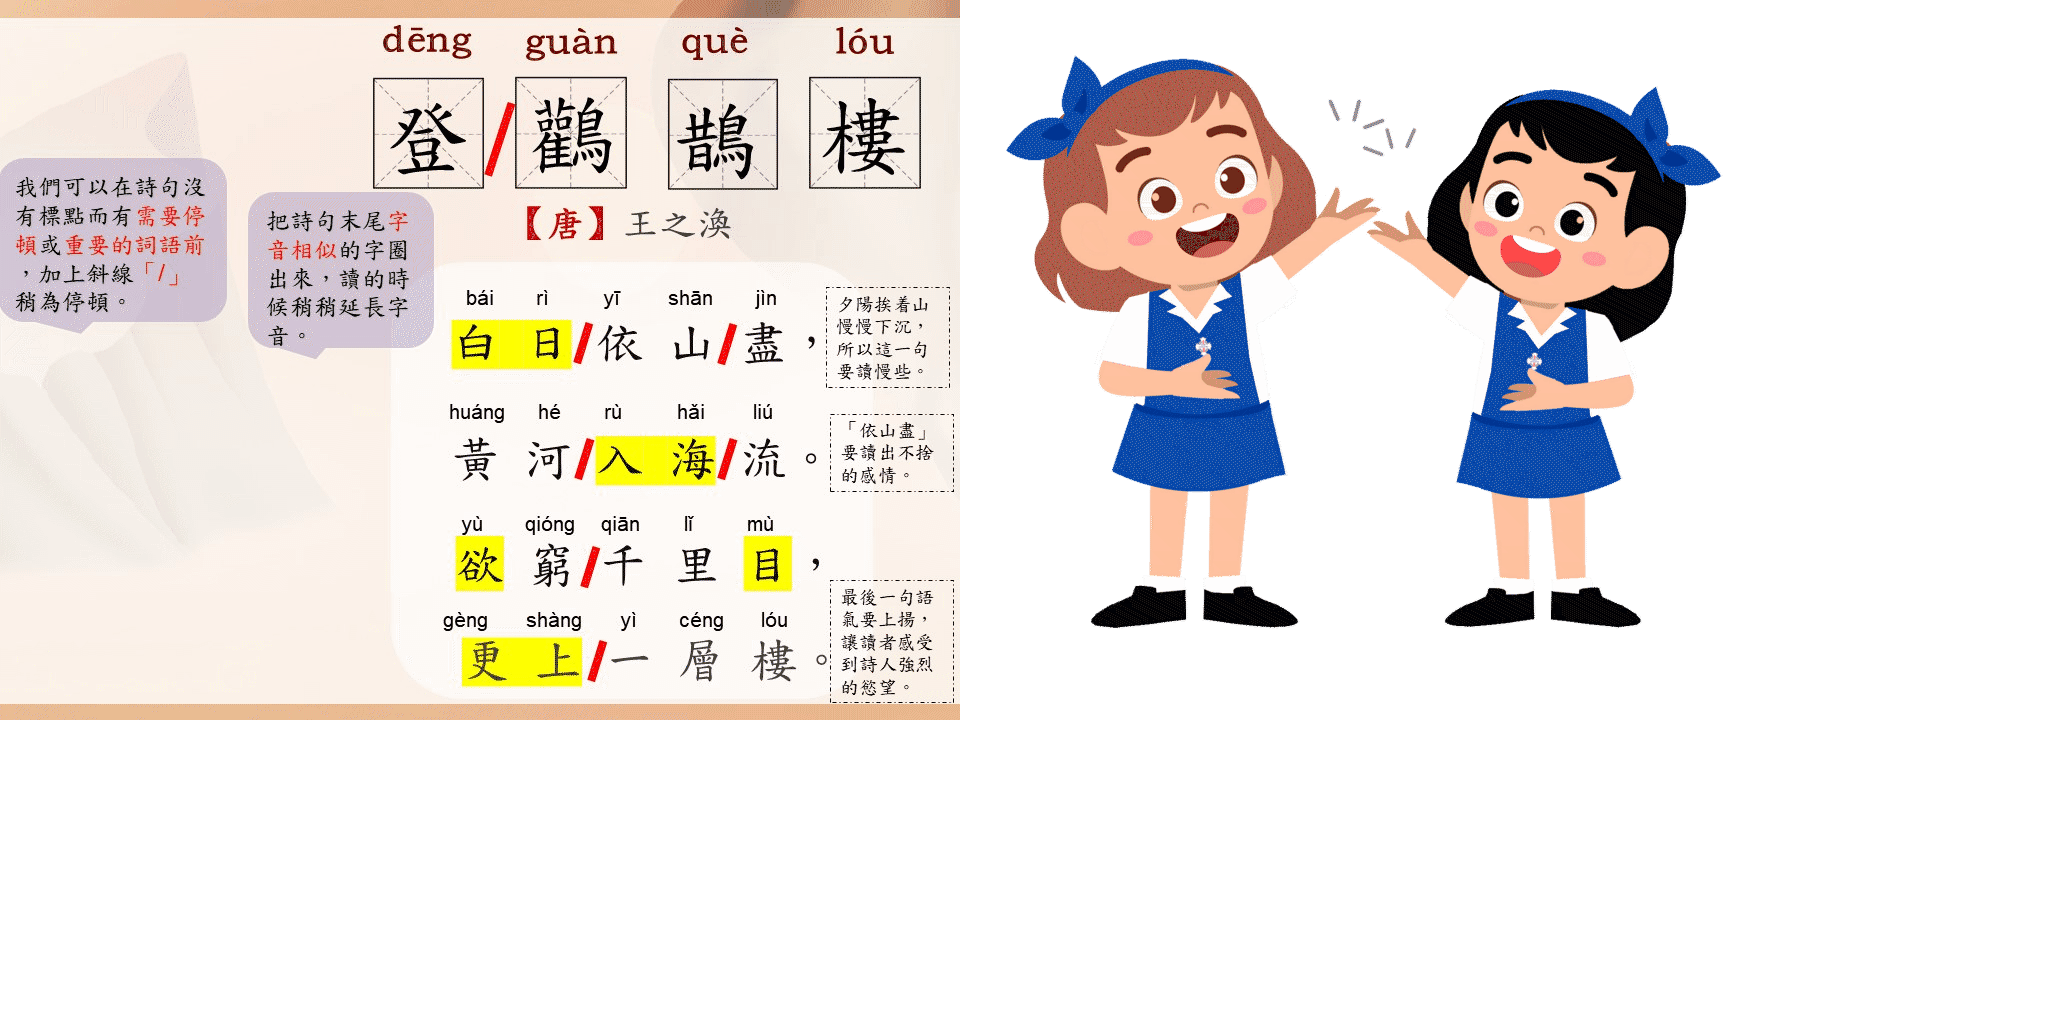 dēng guàn què lóu
登/鸛鵲樓
我們可以在詩句沒
有標點而有需要停
頓或重要的詞語前
，加上斜線「/」
稍為停頓。
把詩句末尾字
音相似的字圈
出來，讀的時
候稍稍延長字
音。
【唐】王之渙
bái rì yī shān jìn
白日/依山/盡，
夕陽挨着山
慢慢下沉，
所以這一句
要讀慢些。
huáng hé rù hǎi liú
黃河/入海/流。
「依山盡」
要讀出不捨
的感情。
yù qióng qiān lǐ mù
欲窮/千里目，
gèng shàng yì céng lóu
更上/一層樓。
最後一句語
氣要上揚，
讓讀者感受
到詩人強烈
的慾望。